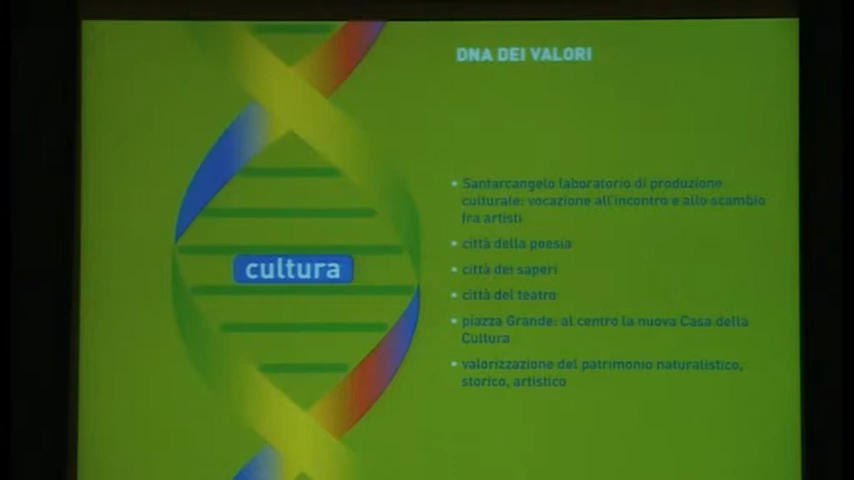 DNA DEI VALORI
cultura
• Santarcangelo laboratorio di produzione
culturale: vocazione all'incontro e allo scambio
fra artisti
• città della poesia
• città dei saperi
• città del teatro
• piazza Grande: al centro la nuova Casa della
Cultura
• valorizzazione del patrimonio naturalistico,
storico, artistico